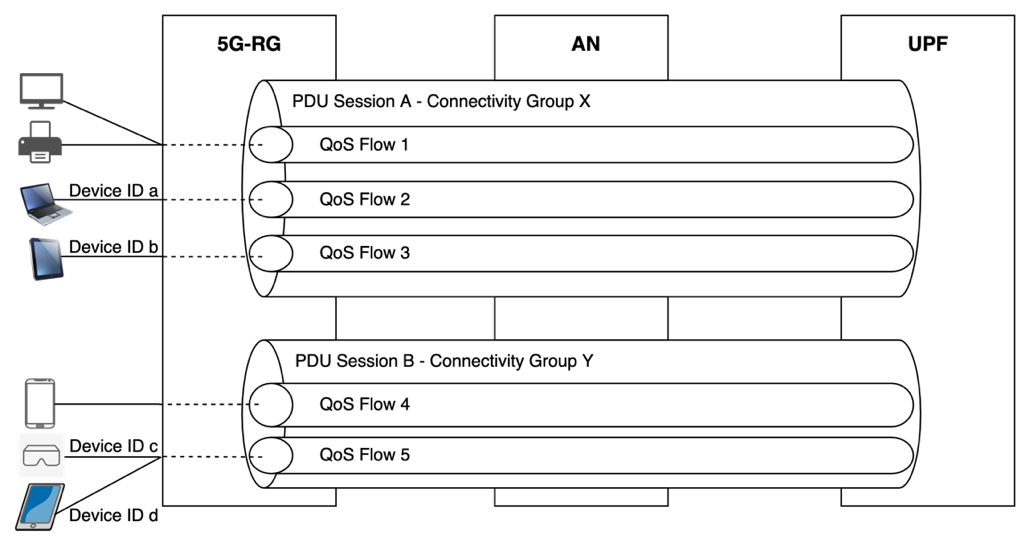 5G-RG
AN
UPF
PDU Session A - Connectivity Group X
QoS Flow 1
Device ID a
QoS Flow 2
Device ID b
QoS Flow 3
PDU Session B - Connectivity Group Y
QoS Flow 4
Device ID c
QoS Flow 5
Device ID d